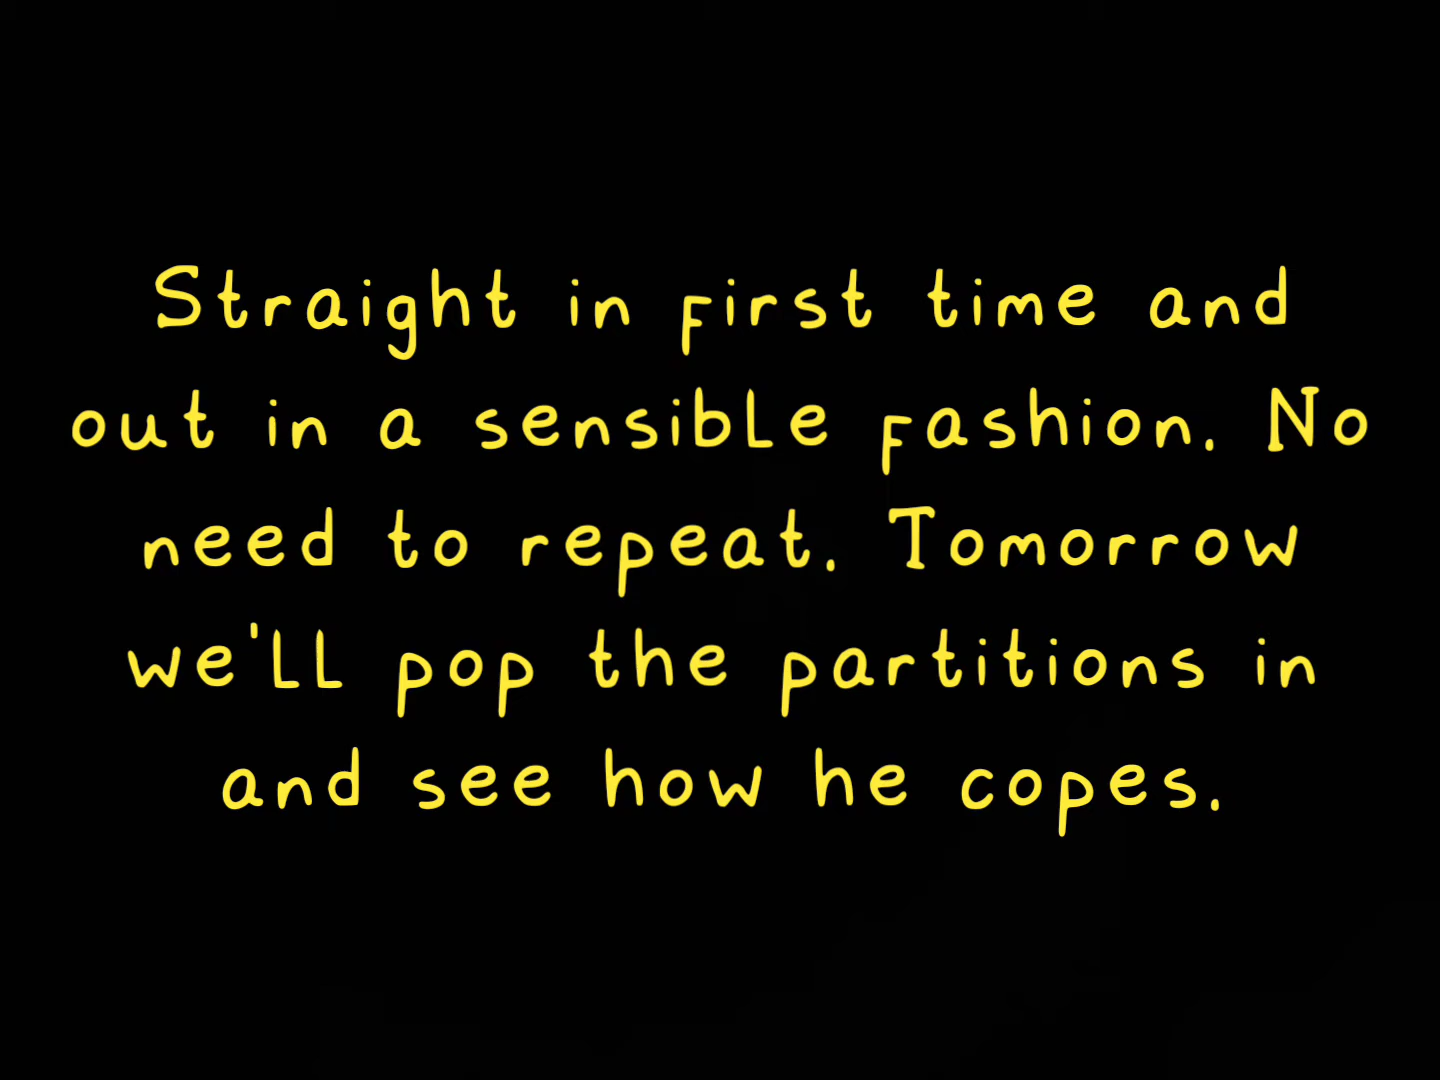 Straight in first time and
out in a sensible fashion. No
need to repeat. Tomorrow
we'll pop the partitions in
and see how he copes.